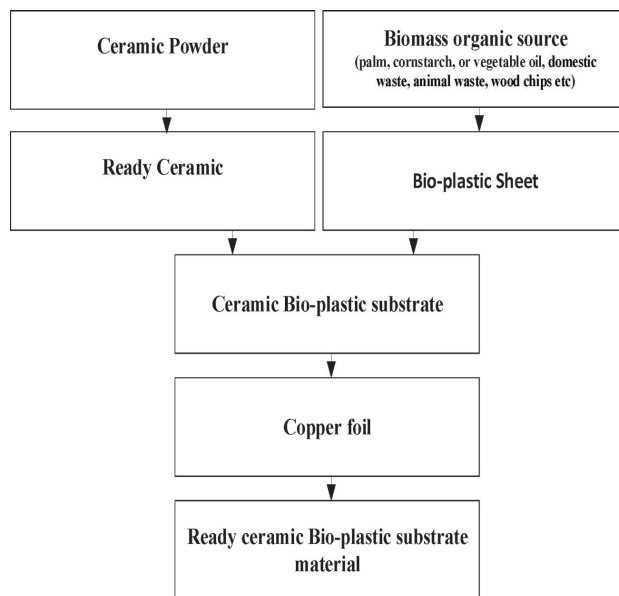 Ceramic Powder
Biomass organic source
(palm, cornstarch, or vegetable oil, domestic
waste, animal waste, wood chips etc)
Ready Ceramic
Bio-plastic Sheet
Ceramic Bio-plastic substrate
Copper foil
Ready ceramic Bio-plastic substrate
material